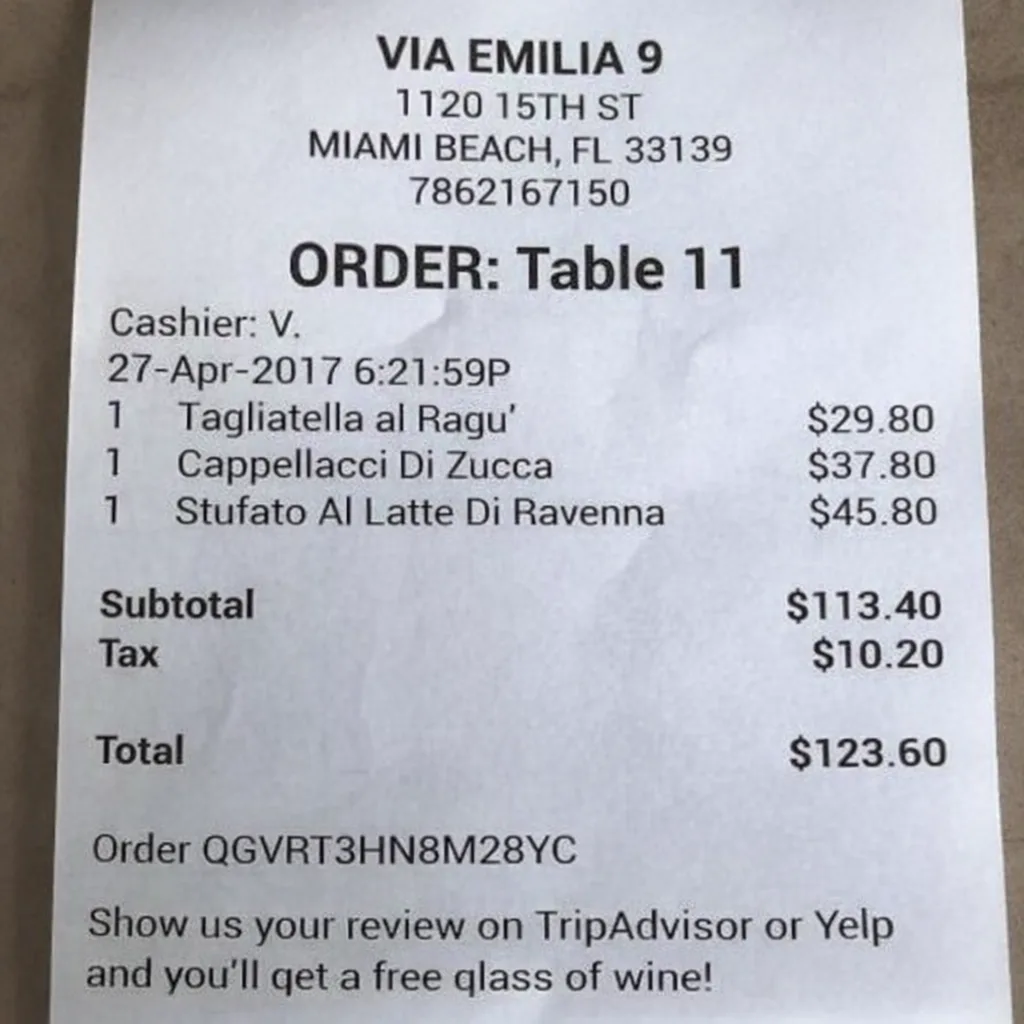 VIA EMILIA 9
1120 15TH ST
MIAMI BEACH, FL 33139
7862167150
ORDER: Table 11
Cashier: V.
27-Apr-2017 6:21:59P
1 Tagliatella al Ragu' $29.80
1 Cappellacci Di Zucca $37.80
1 Stufato Al Latte Di Ravenna $45.80
Subtotal $113.40
Tax $10.20
Total $123.60
Order QGVRT3HN8M28YC
Show us your review on TripAdvisor or Yelp
and you'll get a free glass of wine!